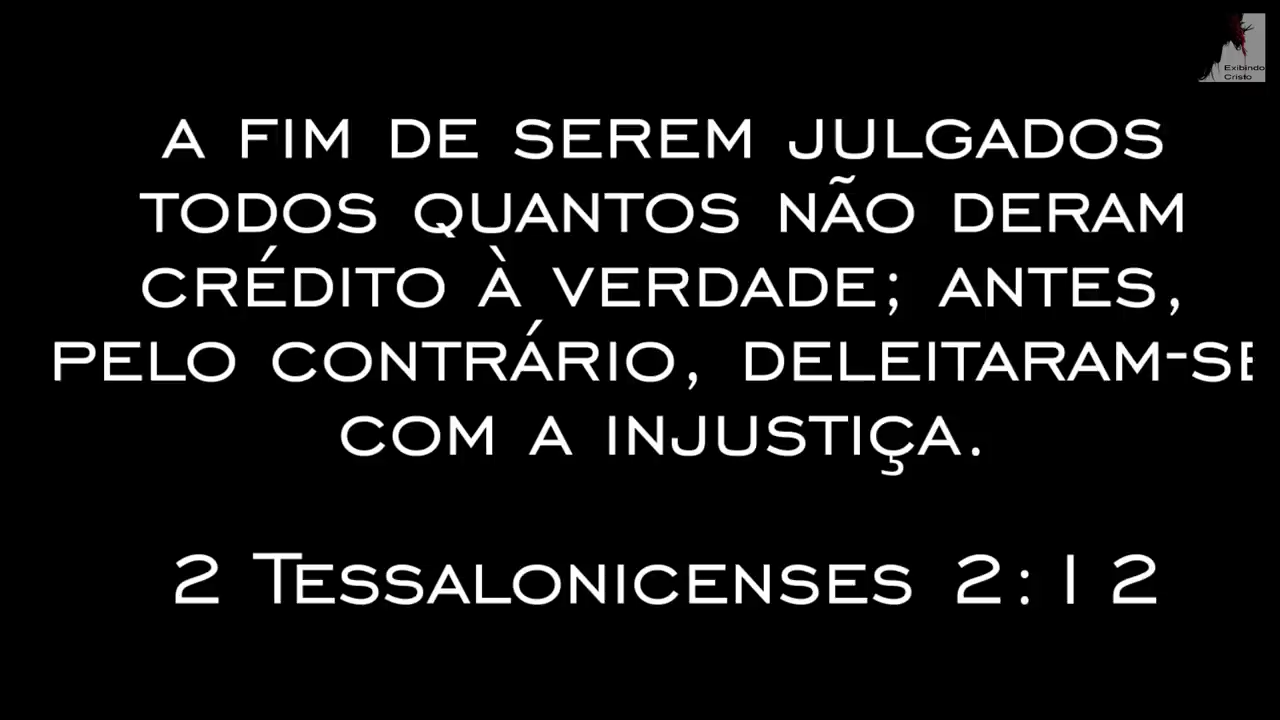 Exibindo
Cristo
A FIM DE SEREM JULGADOS
TODOS QUANTOS NÃO DERAM
CRÉDITO À VERDADE; ANTES,
PELO CONTRÁRIO, DELEITARAM-SE
COM A INJUSTIÇA.
2 TESSALONICENSES 2:12